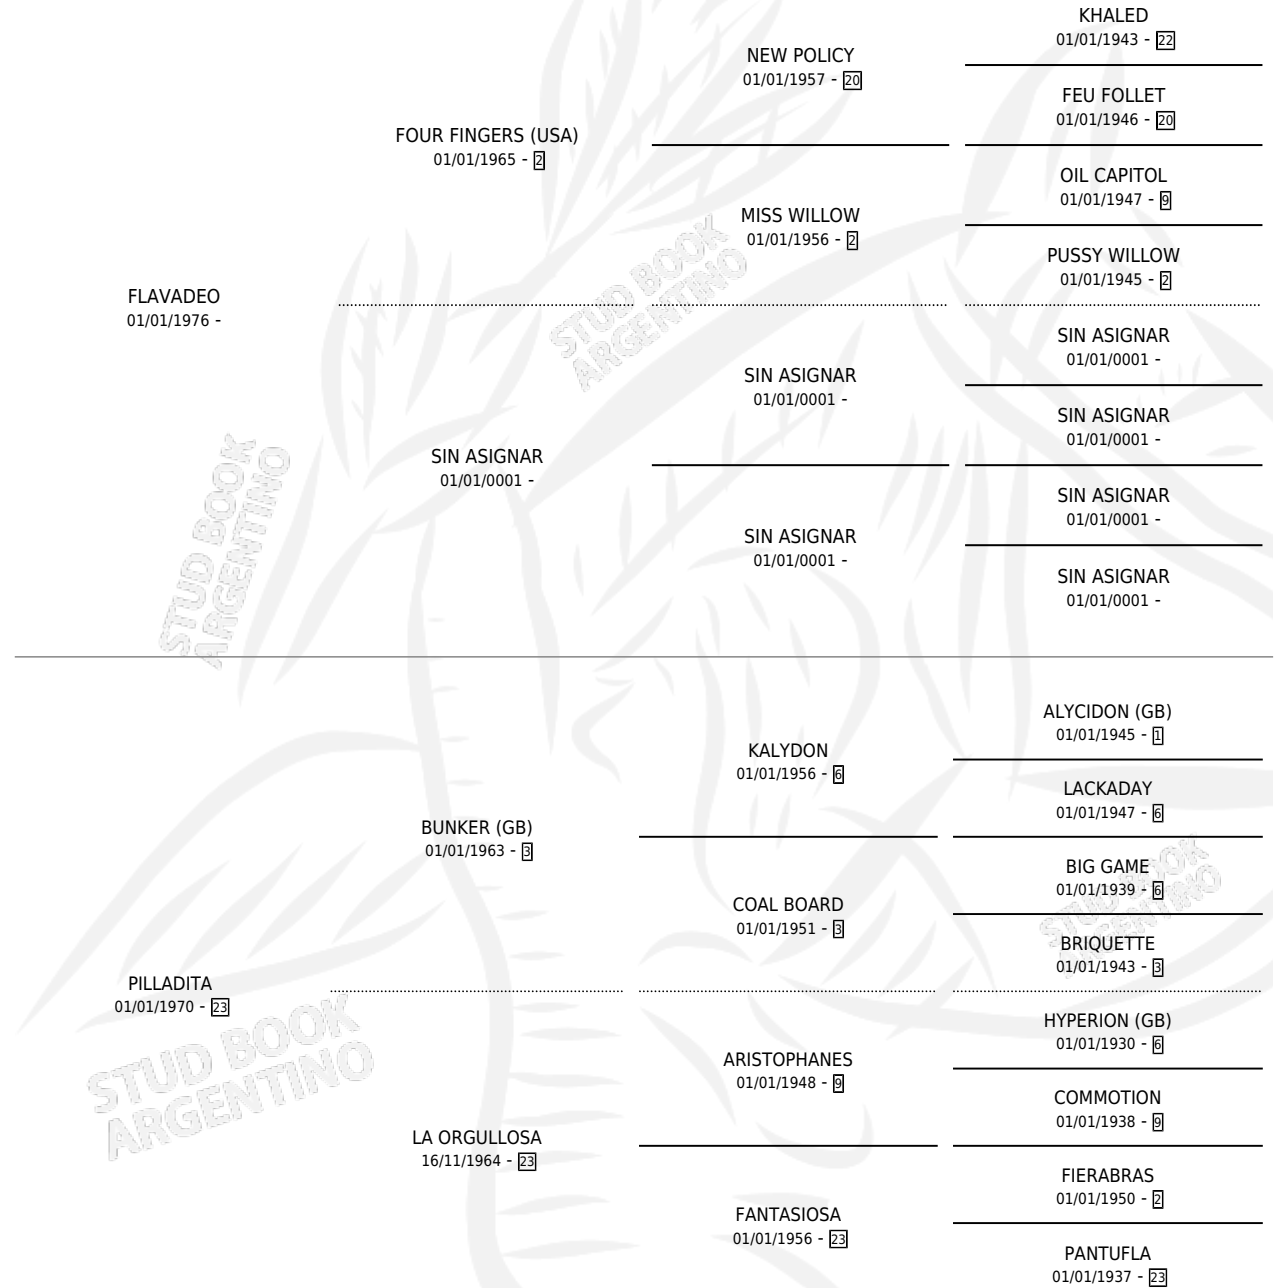 KHALED
01/01/1943 - 22
NEW POLICY
01/01/1957 - 20
FEU FOLLET
01/01/1946 - 20
FOUR FINGERS (USA)
01/01/1965 - 2
OIL CAPITOL
01/01/1947 - 9
MISS WILLOW
01/01/1956 - 2
PUSSY WILLOW
01/01/1945 - 2
FLAVADEO
01/01/1976 -
SIN ASIGNAR
01/01/0001 -
SIN ASIGNAR
01/01/0001 -
SIN ASIGNAR
01/01/0001 -
SIN ASIGNAR
01/01/0001 -
SIN ASIGNAR
01/01/0001 -
SIN ASIGNAR
01/01/0001 -
SIN ASIGNAR
01/01/0001 -
STUD BOOK
ARGENTINO
STUD BOOK
ARGENTINO
ALYCIDON (GB)
01/01/1945 - 1
KALYDON
01/01/1956 - 6
LACKADAY
01/01/1947 - 6
BUNKER (GB)
01/01/1963 - 3
BIG GAME
01/01/1939 - 6
COAL BOARD
01/01/1951 - 3
BRIQUETTE
01/01/1943 - 3
STUD BOOK
ARGENTINO
PILLADITA
01/01/1970 - 23
HYPERION (GB)
01/01/1930 - 6
ARISTOPHANES
01/01/1948 - 9
COMMOTION
01/01/1938 - 9
STUD BOOK
ARGENTINO
LA ORGULLOSA
16/11/1964 - 23
FIERABRAS
01/01/1950 - 2
FANTASIOSA
01/01/1956 - 23
PANTUFLA
01/01/1937 - 23